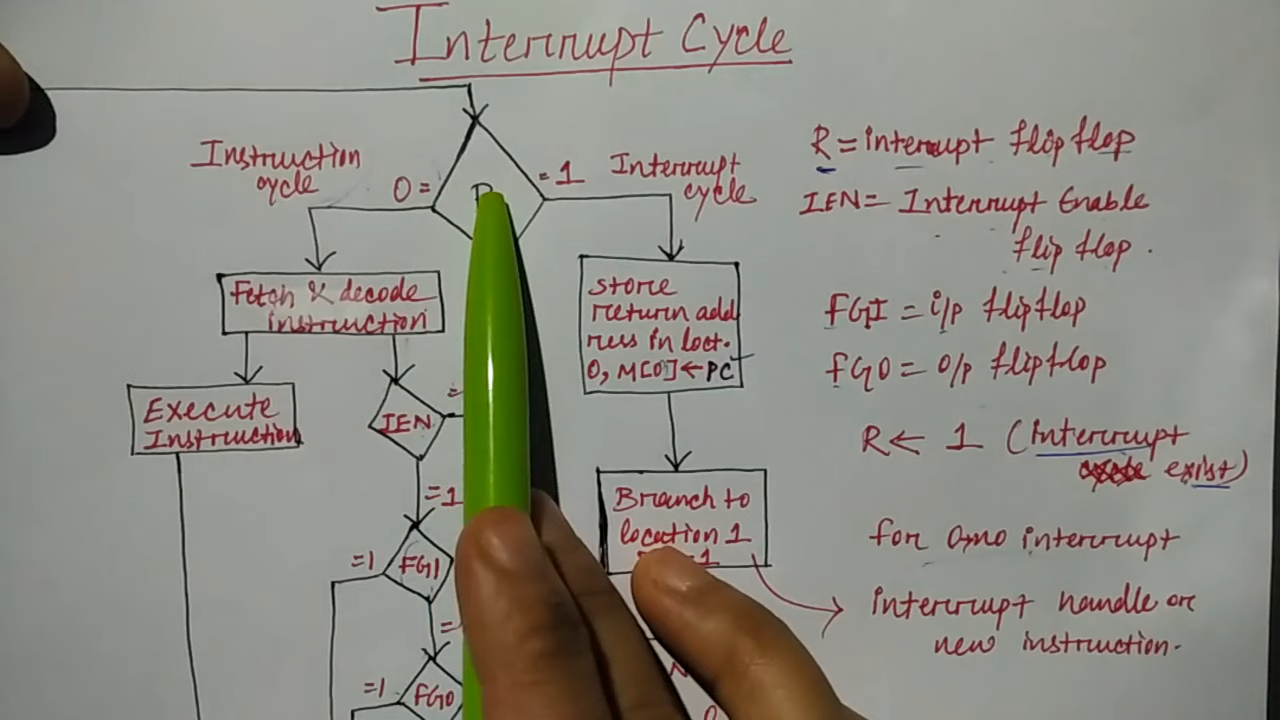 Interrupt Cycle
Instruction
cycle
0 =
R
= 1
Interrupt
cycle
Fetch & decode
instruction
Execute
Instruction
IEN
=
=1
FGI
=1
=
FGO
=1
Store
return add
ress in loct.
0, M[0] ← PC
Branch to
location 1
R = interrupt flip flop
IEN = Interrupt Enable
flip flop .
FGI = i/p flipflop
FGO = o/p flipflop
R ← 1 (interrupt
exist)
for 0, no interrupt
interrupt handle or
new instruction.